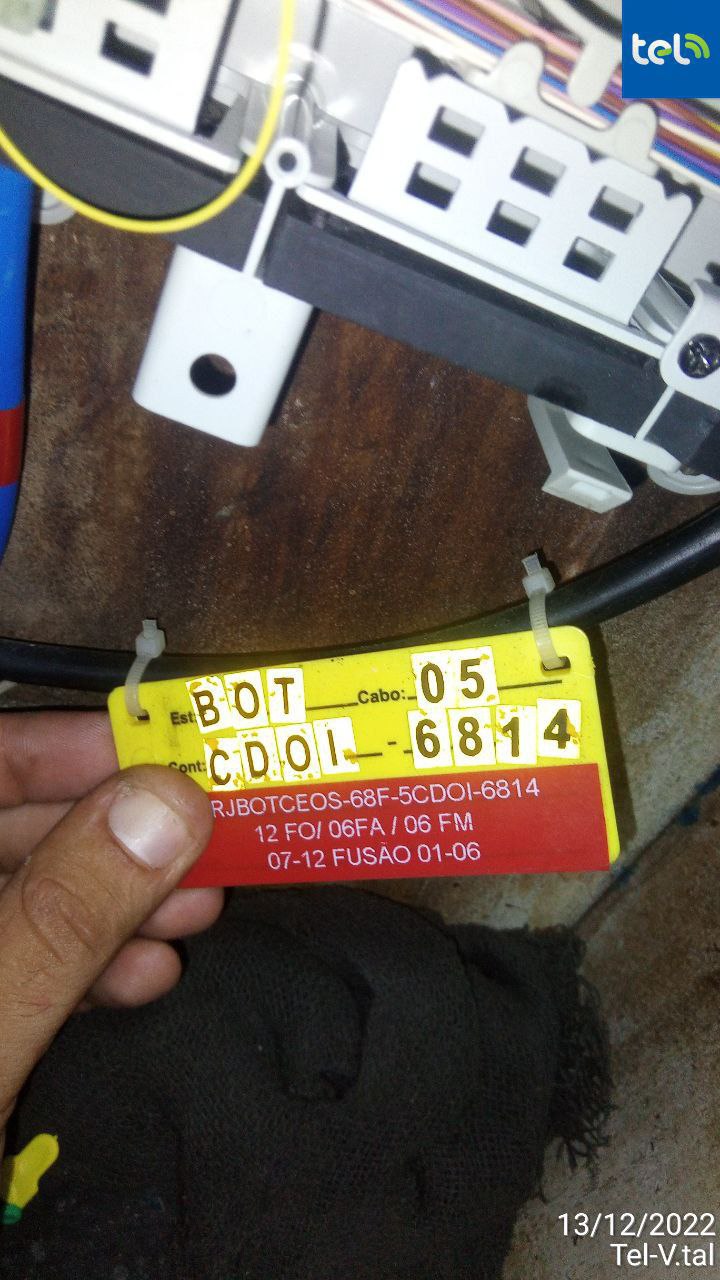 tel
Est: BOT Cabo: 05
Cont: CDOI - 6814
RJBOTCEOS-68F-5CDOI-6814
12 FO/ 06FA / 06 FM
07-12 FUSÃO 01-06
13/12/2022
Tel-V.tal